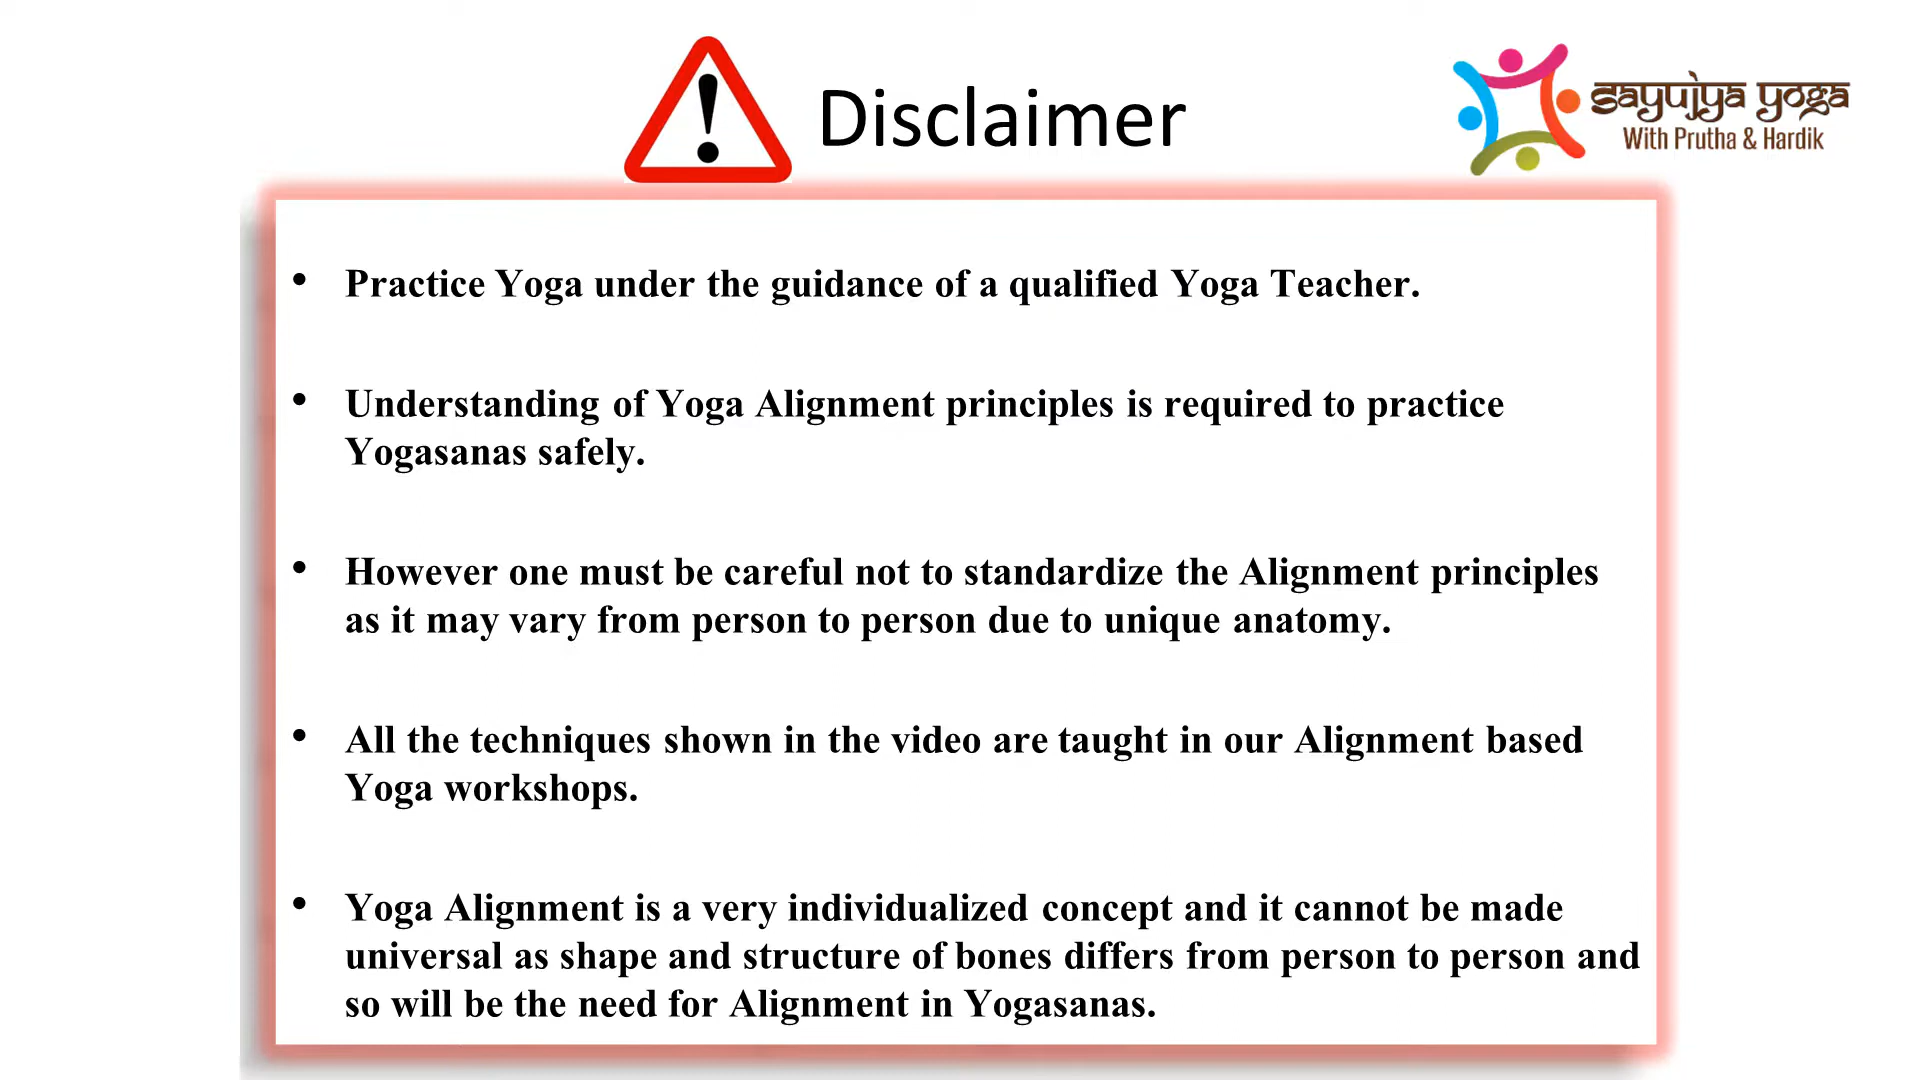 Disclaimer
sayujya yoga
With Prutha & Hardik
• Practice Yoga under the guidance of a qualified Yoga Teacher.
• Understanding of Yoga Alignment principles is required to practice
Yogasanas safely.
• However one must be careful not to standardize the Alignment principles
as it may vary from person to person due to unique anatomy.
• All the techniques shown in the video are taught in our Alignment based
Yoga workshops.
• Yoga Alignment is a very individualized concept and it cannot be made
universal as shape and structure of bones differs from person to person and
so will be the need for Alignment in Yogasanas.